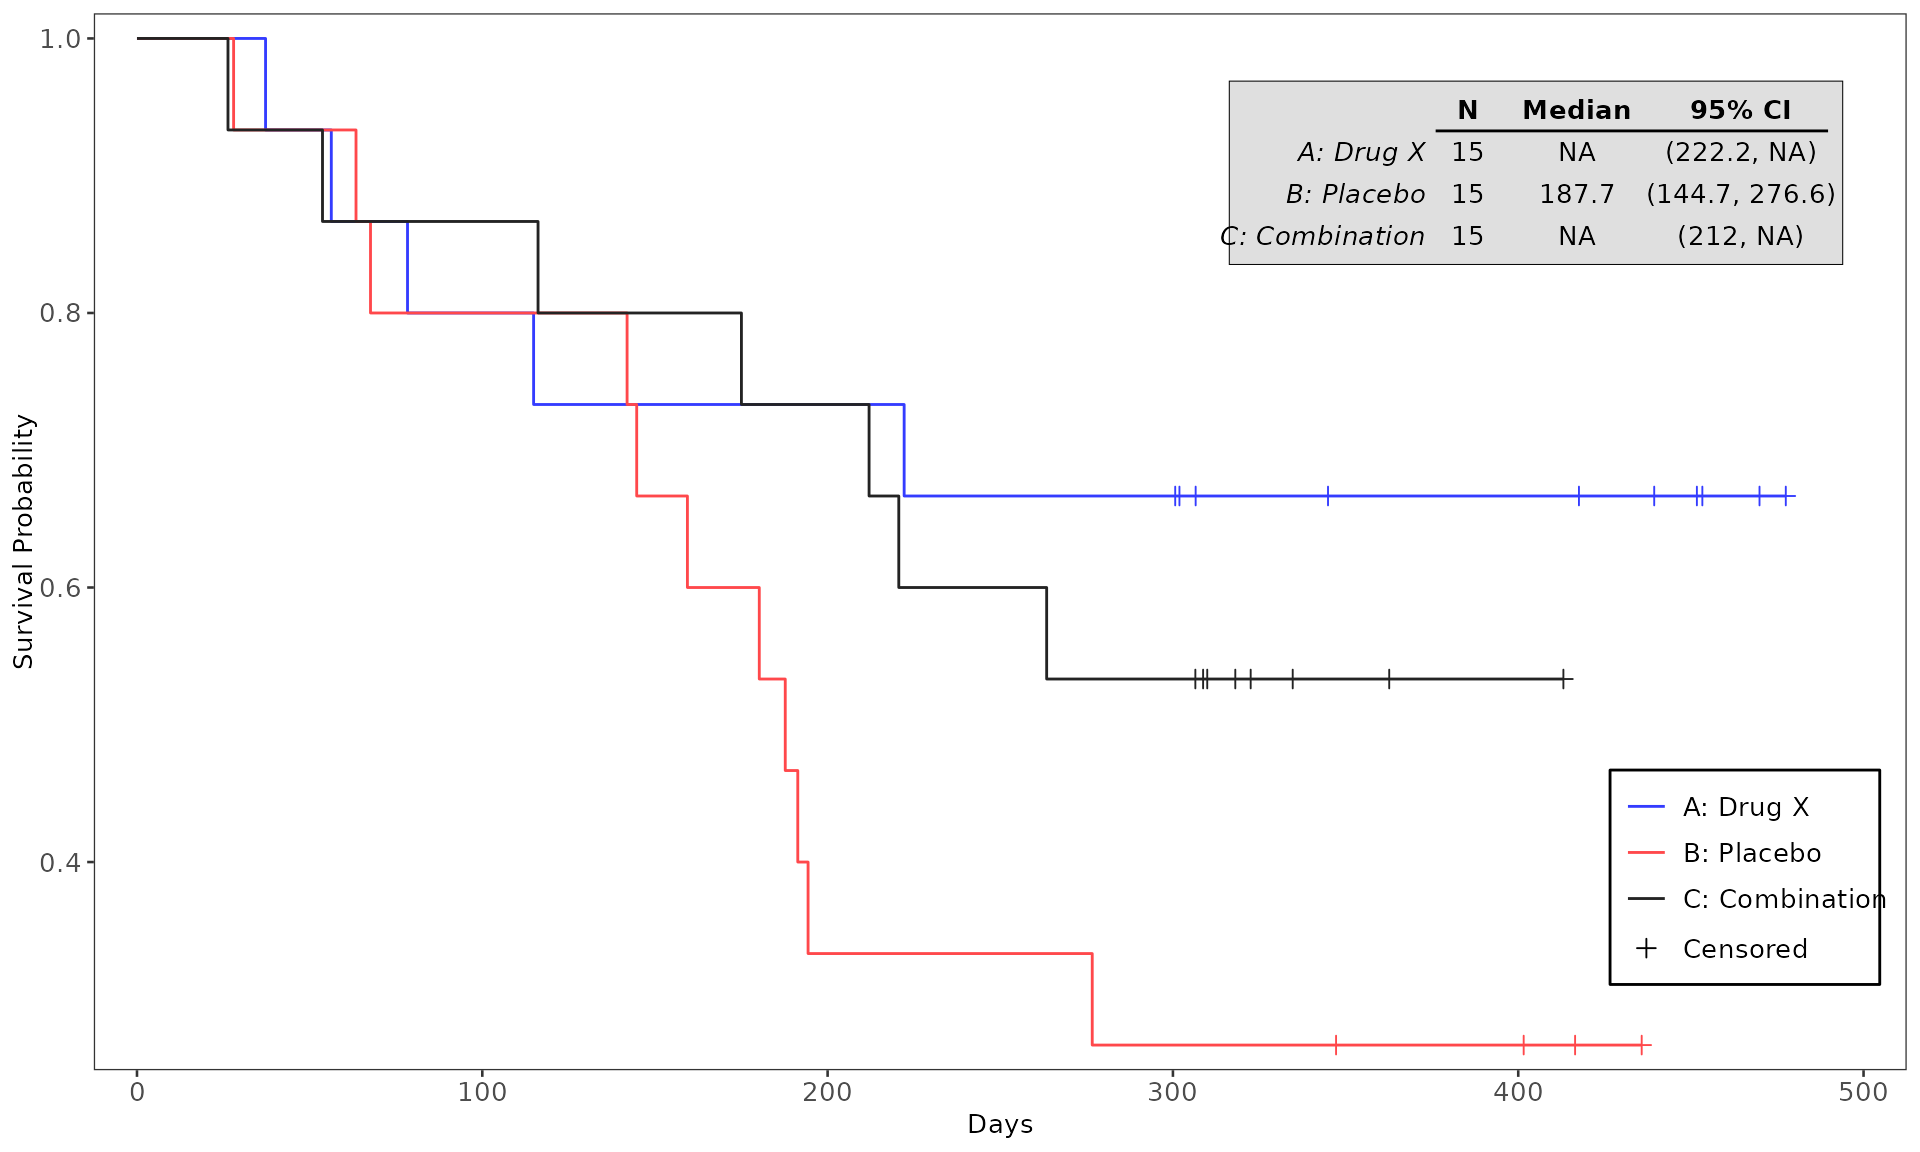 1.0
0.8
0.6
0.4
Survival Probability
N Median 95% CI
A: Drug X 15 NA (222.2, NA)
B: Placebo 15 187.7 (144.7, 276.6)
C: Combination 15 NA (212, NA)
A: Drug X
B: Placebo
C: Combination
Censored
0 100 200 300 400 500
Days